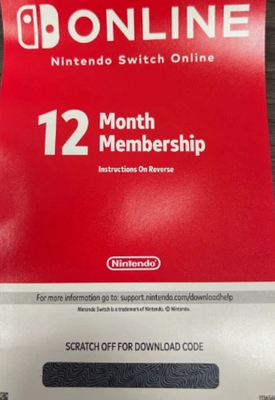 ONLINE
Nintendo Switch Online
12 Month
Membership
Instructions On Reverse
Nintendo
For more information go to: support.nintendo.com/downloadhelp
Nintendo Switch is a trademark of Nintendo. © Nintendo.
SCRATCH OFF FOR DOWNLOAD CODE